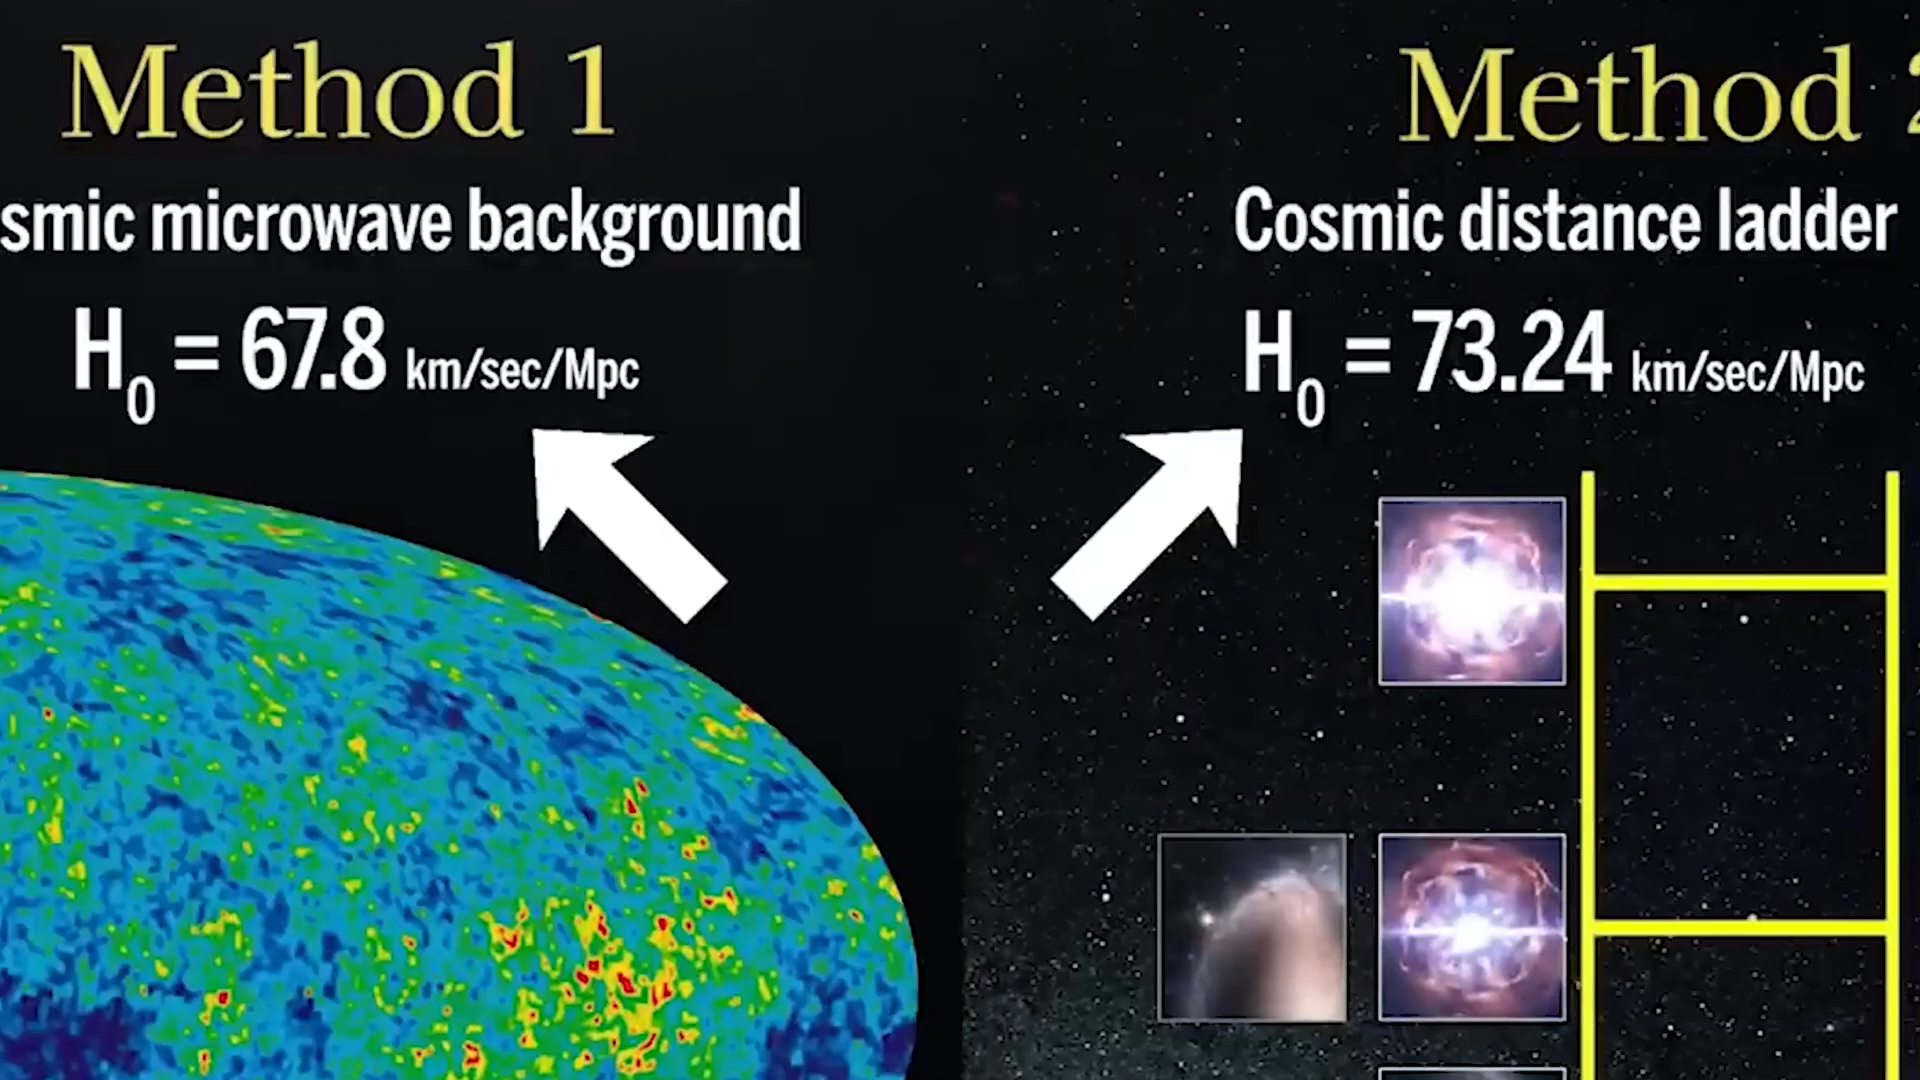 Method 1
smic microwave background
H₀ = 67.8 km/sec/Mpc
Method 2
Cosmic distance ladder
H₀ = 73.24 km/sec/Mpc